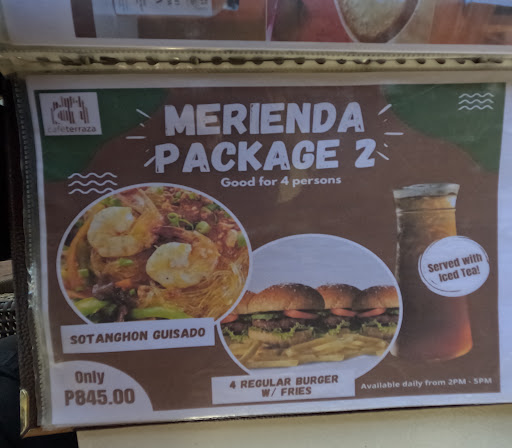 caféterraza
MERIENDA
PACKAGE 2
Good for 4 persons
Served with
Iced Tea!
SOTANGHON GUISADO
4 REGULAR BURGER
W/ FRIES
Only
P845.00
Available daily from 2PM - 5PM